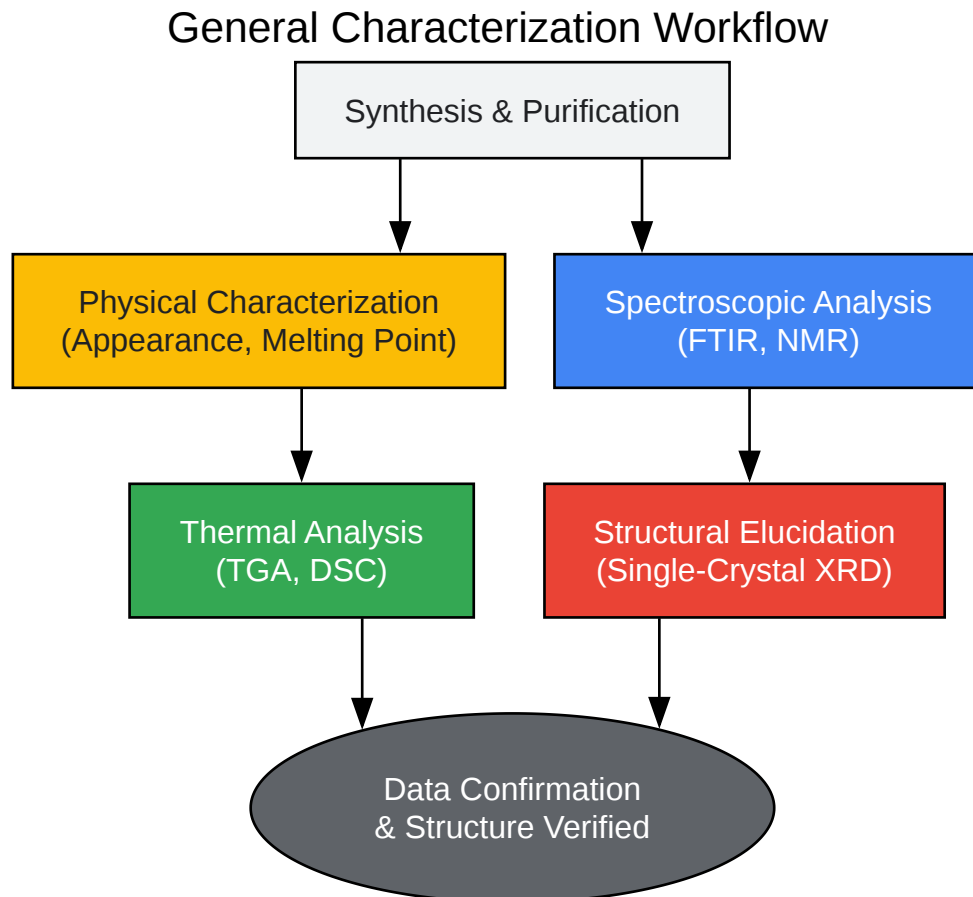 General Characterization Workflow
Synthesis & Purification
Physical Characterization
(Appearance, Melting Point)
Spectroscopic Analysis
(FTIR, NMR)
Thermal Analysis
(TGA, DSC)
Structural Elucidation
(Single-Crystal XRD)
Data Confirmation
& Structure Verified